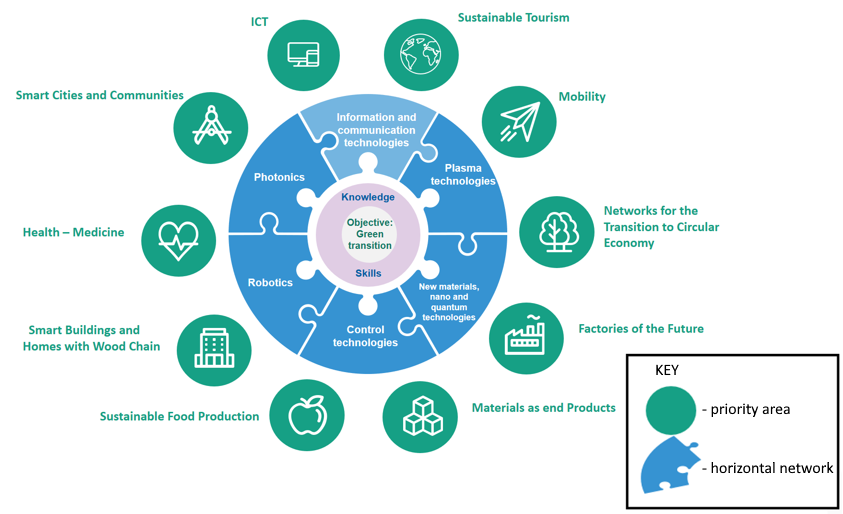 ICT
Sustainable Tourism
Smart Cities and Communities
Mobility
Information and
communication
technologies
Photonics
Plasma
technologies
Knowledge
Objective:
Green
transition
Skills
Health – Medicine
Networks for the
Transition to Circular
Economy
Robotics
New materials,
nano and
quantum
technologies
Control
technologies
Smart Buildings and
Homes with Wood Chain
Factories of the Future
Sustainable Food Production
Materials as end Products
KEY
- priority area
- horizontal network